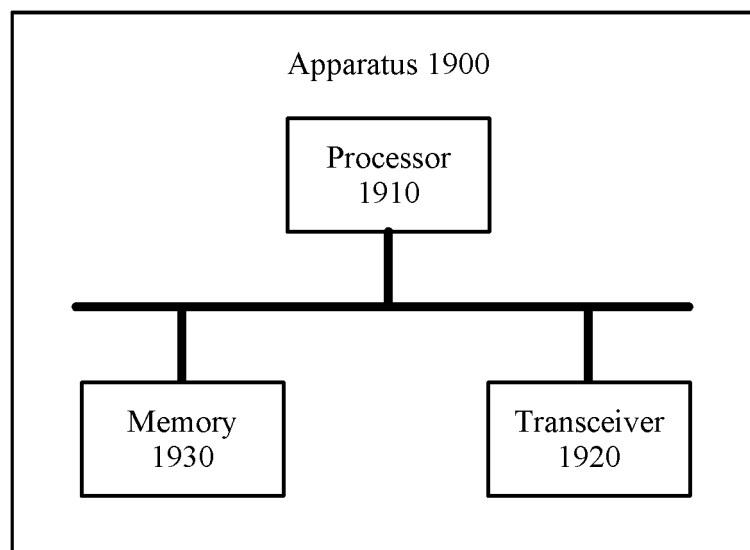 Apparatus 1900
Processor
1910
Memory
1930
Transceiver
1920